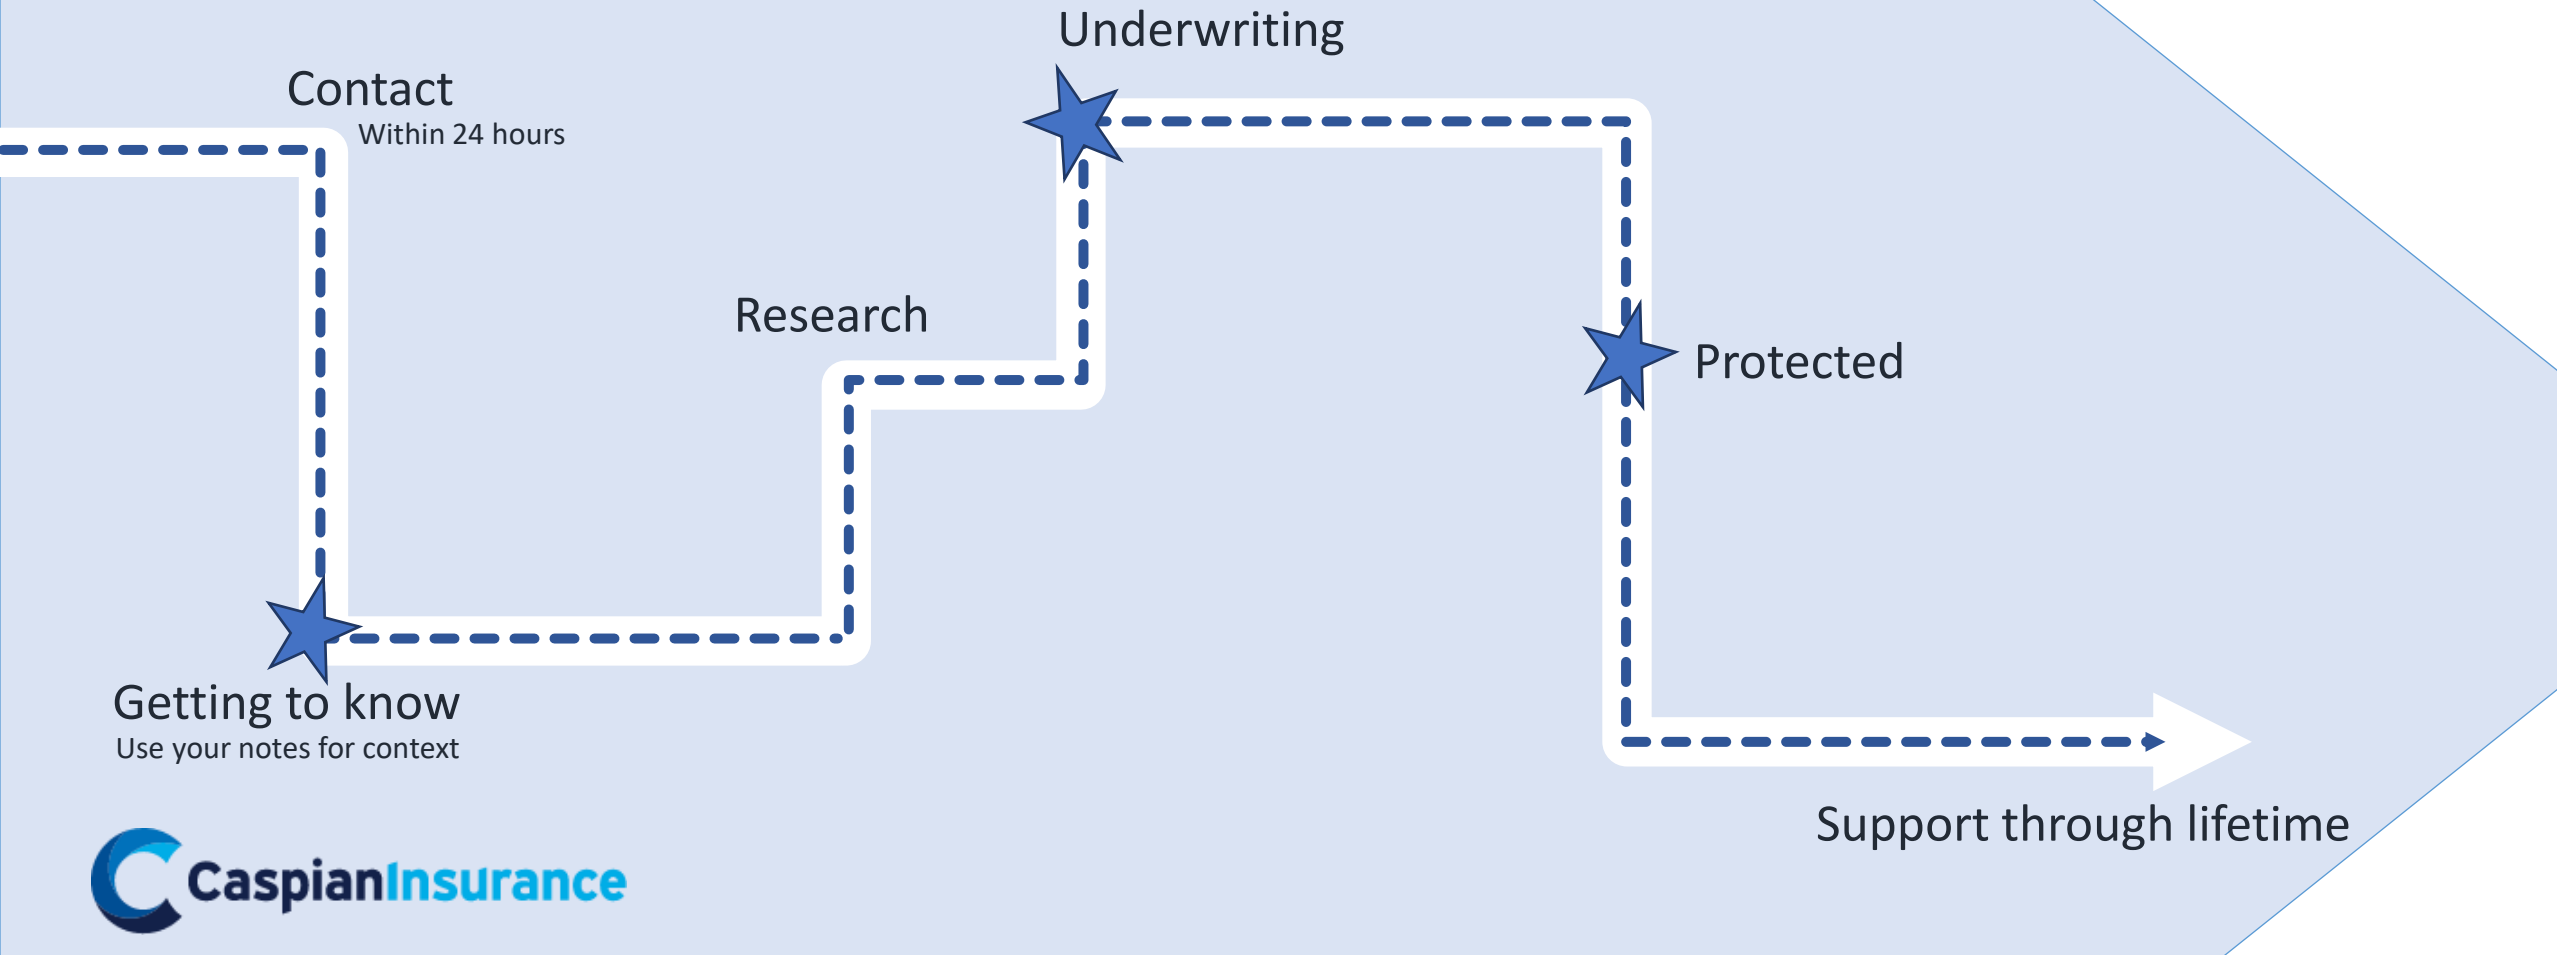 Underwriting
Contact
Within 24 hours
Research
Protected
Getting to know
Use your notes for context
Support through lifetime
CaspianInsurance